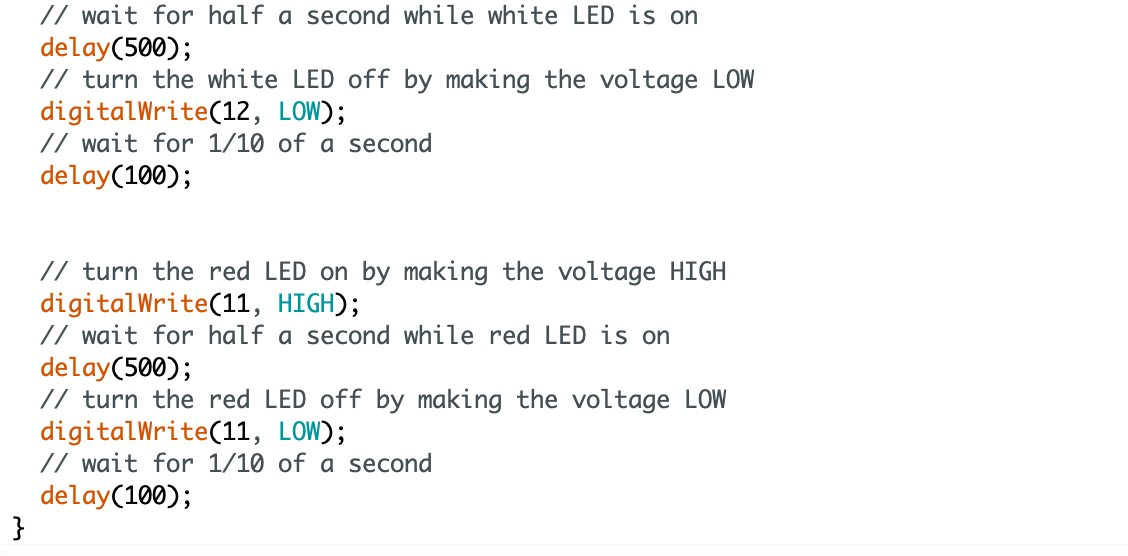 // wait for half a second while white LED is on
delay(500);
// turn the white LED off by making the voltage LOW
digitalWrite(12, LOW);
// wait for 1/10 of a second
delay(100);
// turn the red LED on by making the voltage HIGH
digitalWrite(11, HIGH);
// wait for half a second while red LED is on
delay(500);
// turn the red LED off by making the voltage LOW
digitalWrite(11, LOW);
// wait for 1/10 of a second
delay(100);
}